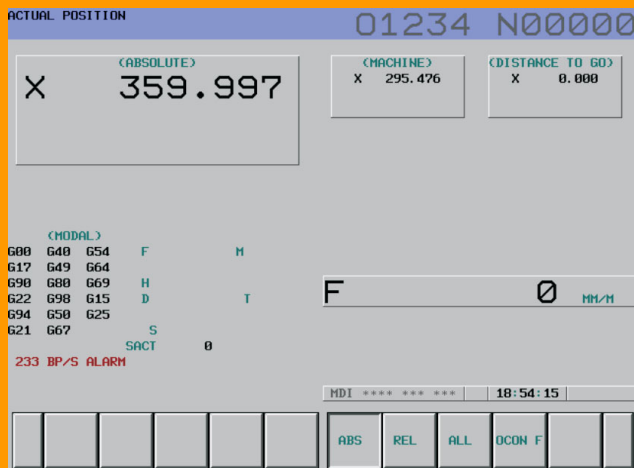 ACTUAL POSITION
O1234 N00000
(ABSOLUTE)
X 359.997
(MACHINE)
X 295.476
(DISTANCE TO GO)
X 0.000
(MODAL)
G00 G40 G54 F M
G17 G49 G64
G90 G80 G69 H
G22 G98 G15 D T
G94 G50 G25
G21 G67 S
SACT 0
F 0 MM/M
233 BP/S ALARM
MDI **** *** *** 18:54:15
ABS REL ALL OCON F